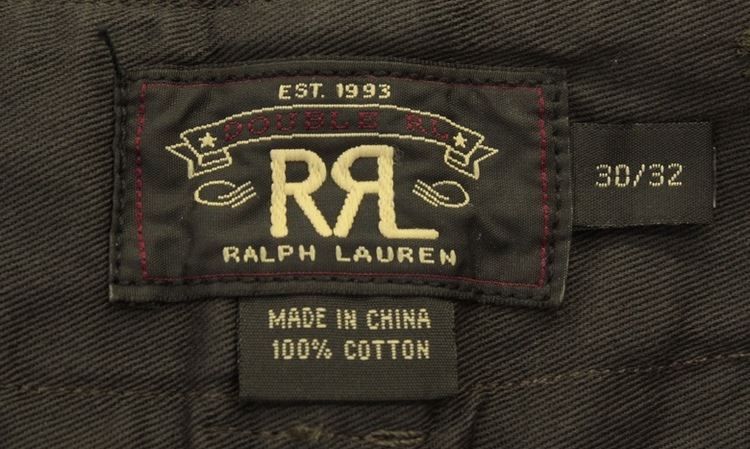 EST. 1993
DOUBLE RL
RRL
RALPH LAUREN
30/32
MADE IN CHINA
100% COTTON